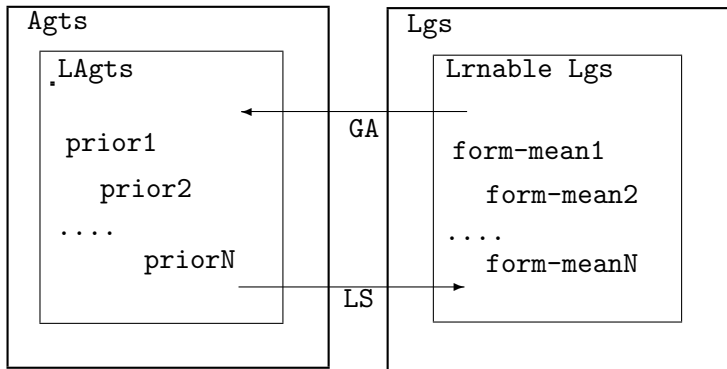 Agts
LAgts
prior1
prior2
....
priorN
GA
LS
Lgs
Lrnable Lgs
form-mean1
form-mean2
....
form-meanN